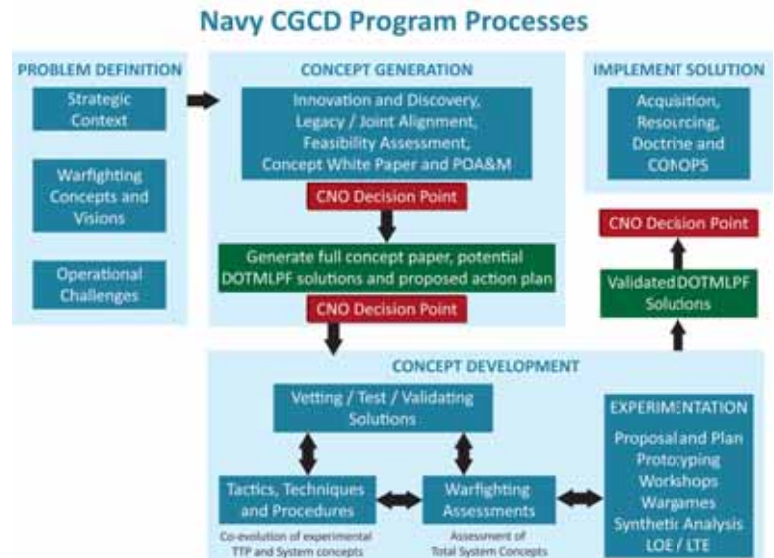 Navy CGCD Program Processes
PROBLEM DEFINITION
Strategic
Context
Warfighting
Concepts and
Visions
Operational
Challenges
CONCEPT GENERATION
Innovation and Discovery,
Legacy / Joint Alignment,
Feasibility Assessment,
Concept White Paper and POA&M
CNO Decision Point
Generate full concept paper, potential
DOTMLPF solutions and proposed action plan
CNO Decision Point
IMPLEMENT SOLUTION
Acquisition,
Resourcing,
Doctrine and
CONOPS
CNO Decision Point
Validated DOTMLPF
Solutions
CONCEPT DEVELOPMENT
Vetting / Test / Validating
Solutions
Tactics, Techniques
and Procedures
Co-evolution of experimental
TTP and System concepts
Warfighting
Assessments
Assessment of
Total System Concepts
EXPERIMENTATION
Proposal and Plan
Prototyping
Workshops
Wargames
Synthetic Analysis
LOE / LTE